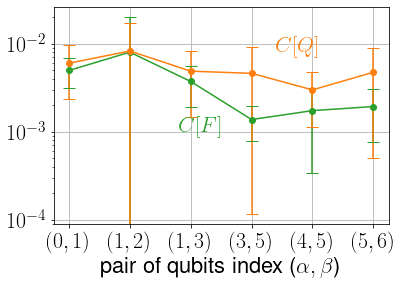 10^{-2}
C[Q]
10^{-3}
C[F]
10^{-4}
(0, 1) (1, 2) (1, 3) (3, 5) (4, 5) (5, 6)
pair of qubits index (α, β)